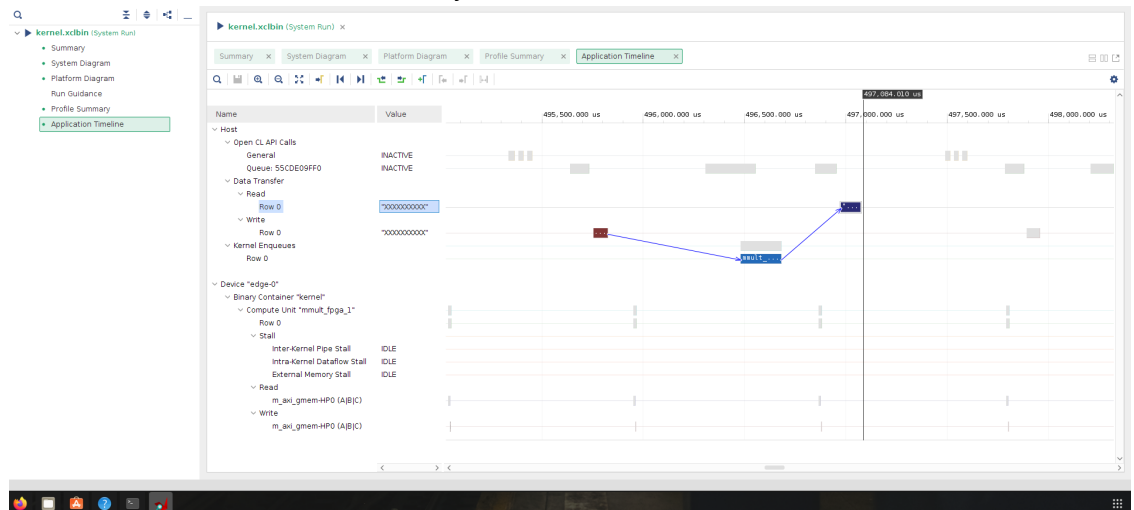 kernel.xclbin (System Run)
Summary
System Diagram
Platform Diagram
Run Guidance
Profile Summary
Application Timeline
kernel.xclbin (System Run) ×
Summary × System Diagram × Platform Diagram × Profile Summary × Application Timeline ×
497,084.010 us
Name Value 495,500.000 us 496,000.000 us 496,500.000 us 497,000.000 us 497,500.000 us 498,000.000 us
Host
Open CL API Calls
General INACTIVE
Queue: 55CDE09FF0 INACTIVE
Data Transfer
Read
Row 0 "XXXXXXXXXX"
Write
Row 0 "XXXXXXXXXX" ...
Kernel Enqueues
Row 0 mmult_...
Device "edge-0"
Binary Container "kernel"
Compute Unit "mmult_fpga_1"
Row 0
Stall
Inter-Kernel Pipe Stall IDLE
Intra-Kernel Dataflow Stall IDLE
External Memory Stall IDLE
Read
m_axi_gmem-HP0 (A|B|C)
Write
m_axi_gmem-HP0 (A|B|C)